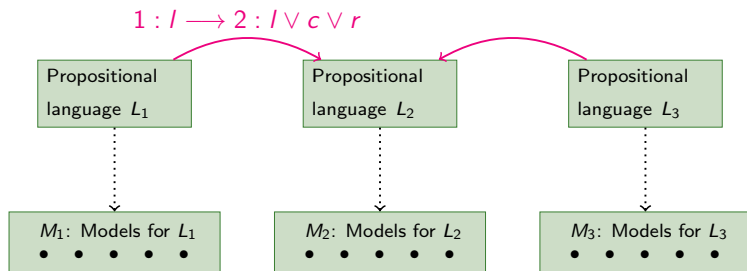 1 : l ⟶ 2 : l ∨ c ∨ r
Propositional
language L₁
Propositional
language L₂
Propositional
language L₃
M₁: Models for L₁
M₂: Models for L₂
M₃: Models for L₃